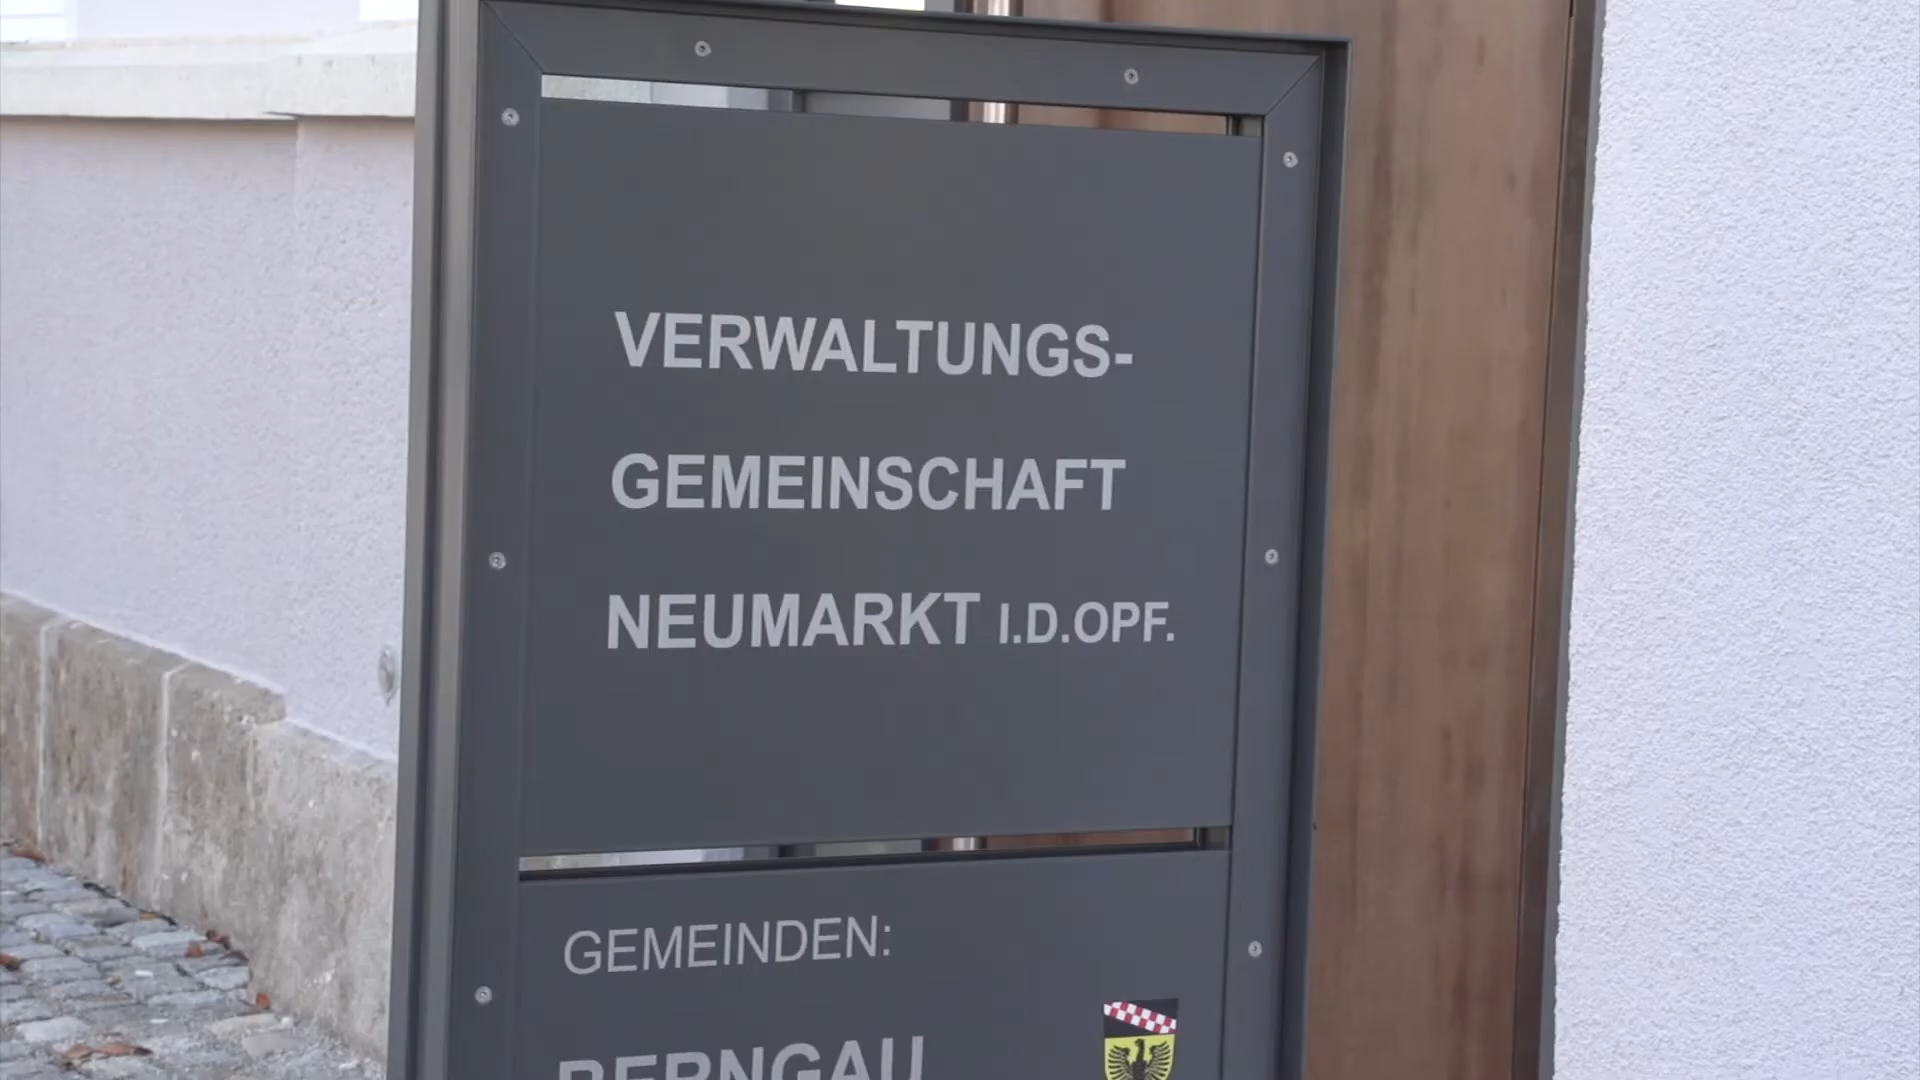 VERWALTUNGS-
GEMEINSCHAFT
NEUMARKT I.D.OPF.
GEMEINDEN:
BERNGAU